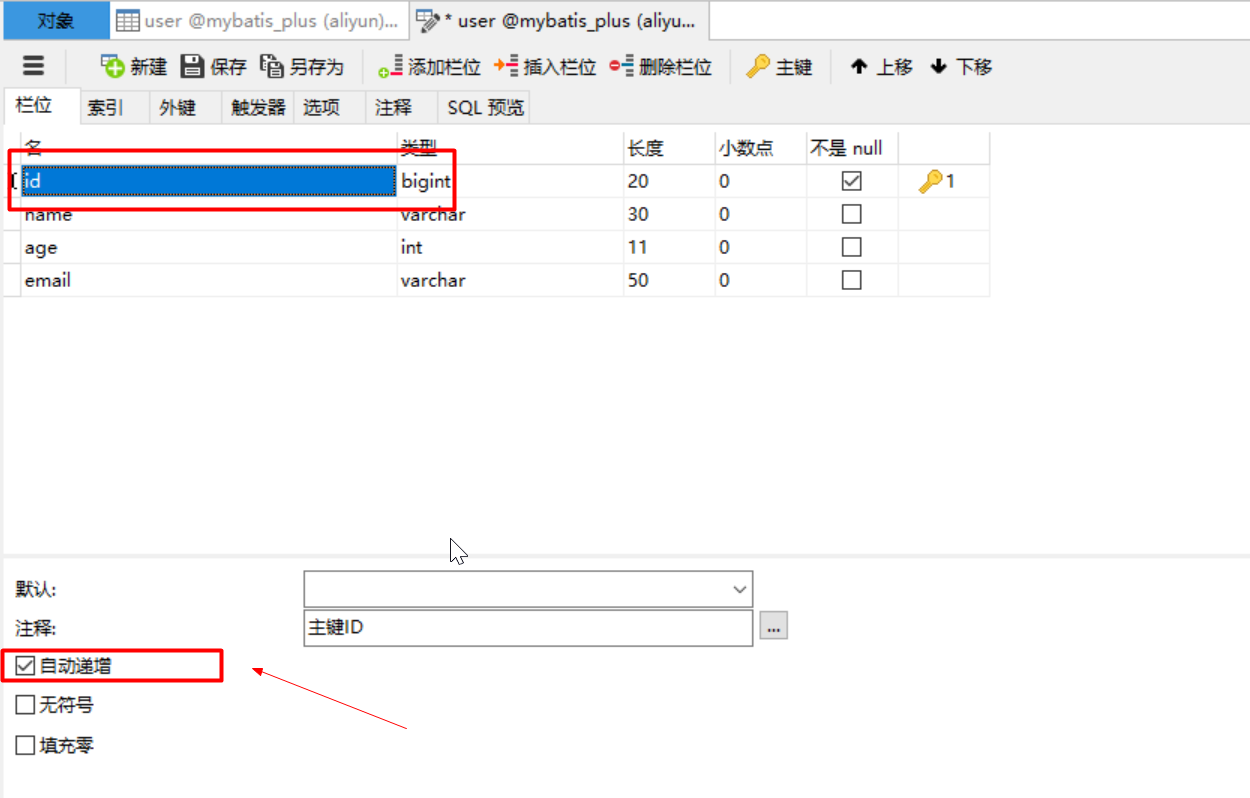 对象 user @mybatis_plus (aliyun)... * user @mybatis_plus (aliyu...
新建 保存 另存为 添加栏位 插入栏位 删除栏位 主键 上移 下移
栏位 索引 外键 触发器 选项 注释 SQL 预览
名 类型 长度 小数点 不是 null
id bigint 20 0 1
name varchar 30 0
age int 11 0
email varchar 50 0
默认:
注释: 主键ID ...
自动递增
无符号
填充零